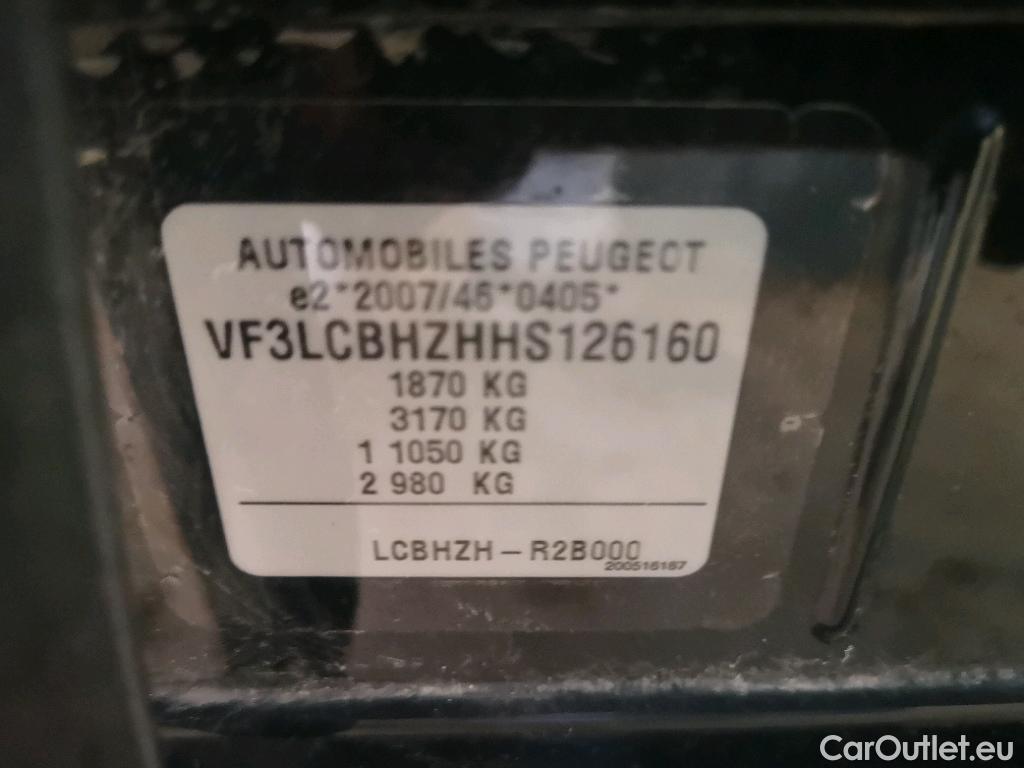 AUTOMOBILES PEUGEOT
e2*2007/46*0405*
VF3LCBHZHHS126160
1870 KG
3170 KG
1 1050 KG
2 980 KG
LCBHZH - R2B000
200516167
CarOutlet.eu